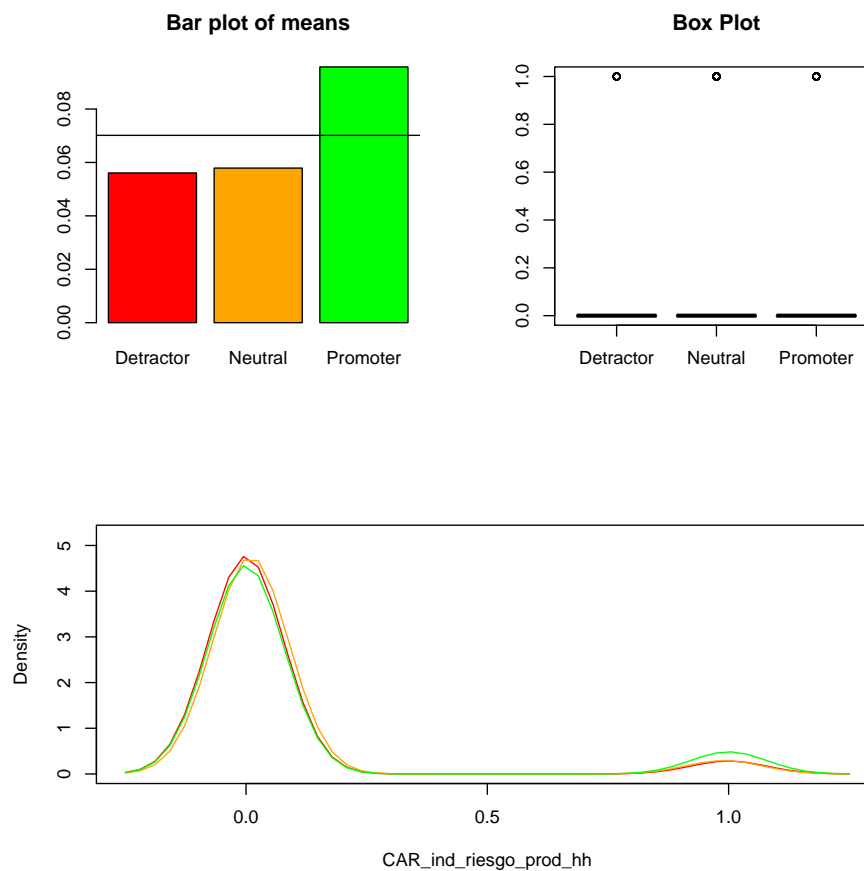 Bar plot of means
0.00 0.02 0.04 0.06 0.08
Detractor Neutral Promoter
Box Plot
0.0 0.2 0.4 0.6 0.8 1.0
Detractor Neutral Promoter
Density
0 1 2 3 4 5
0.0 0.5 1.0
CAR_ind_riesgo_prod_hh